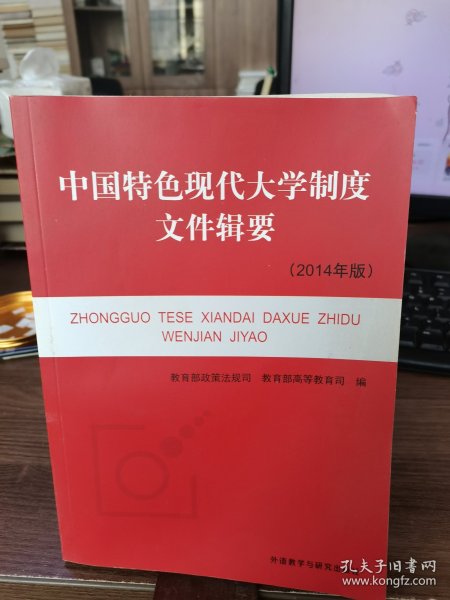 中国特色现代大学制度
文件辑要
（2014年版）
ZHONGGUO TESE XIANDAI DAXUE ZHIDU
WENJIAN JIYAO
教育部政策法规司 教育部高等教育司 编
外语教学与研究出
孔夫子旧书网
www.kongfz.com